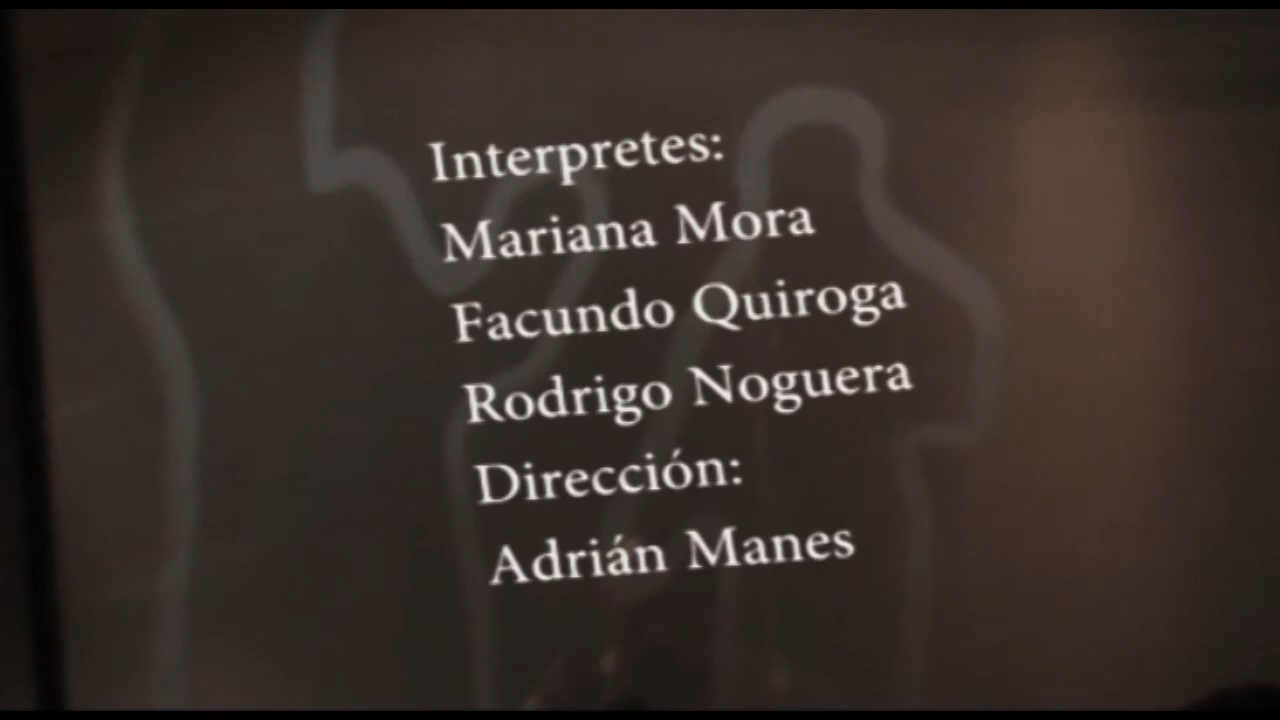 Interpretes:
Mariana Mora
Facundo Quiroga
Rodrigo Noguera
Dirección:
Adrián Manes